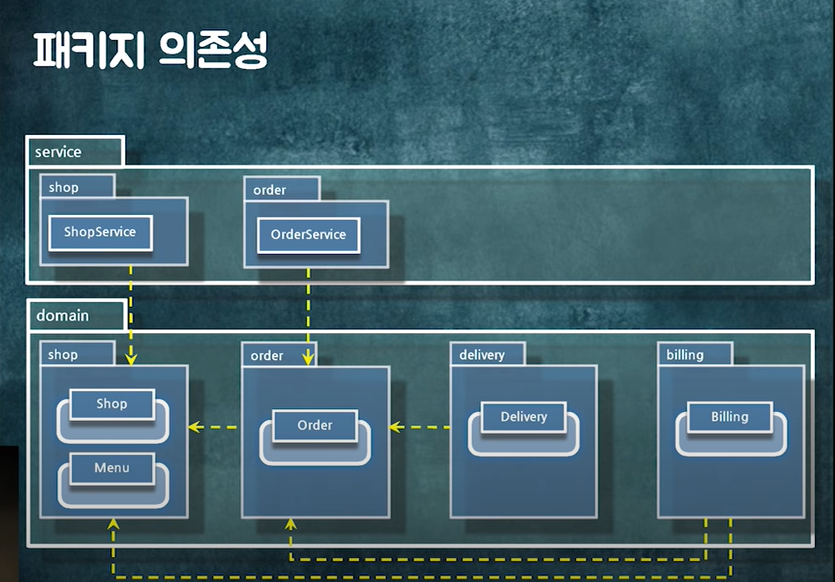 패키지 의존성
service
shop
order
ShopService
OrderService
domain
shop
order
delivery
billing
Shop
Order
Delivery
Billing
Menu